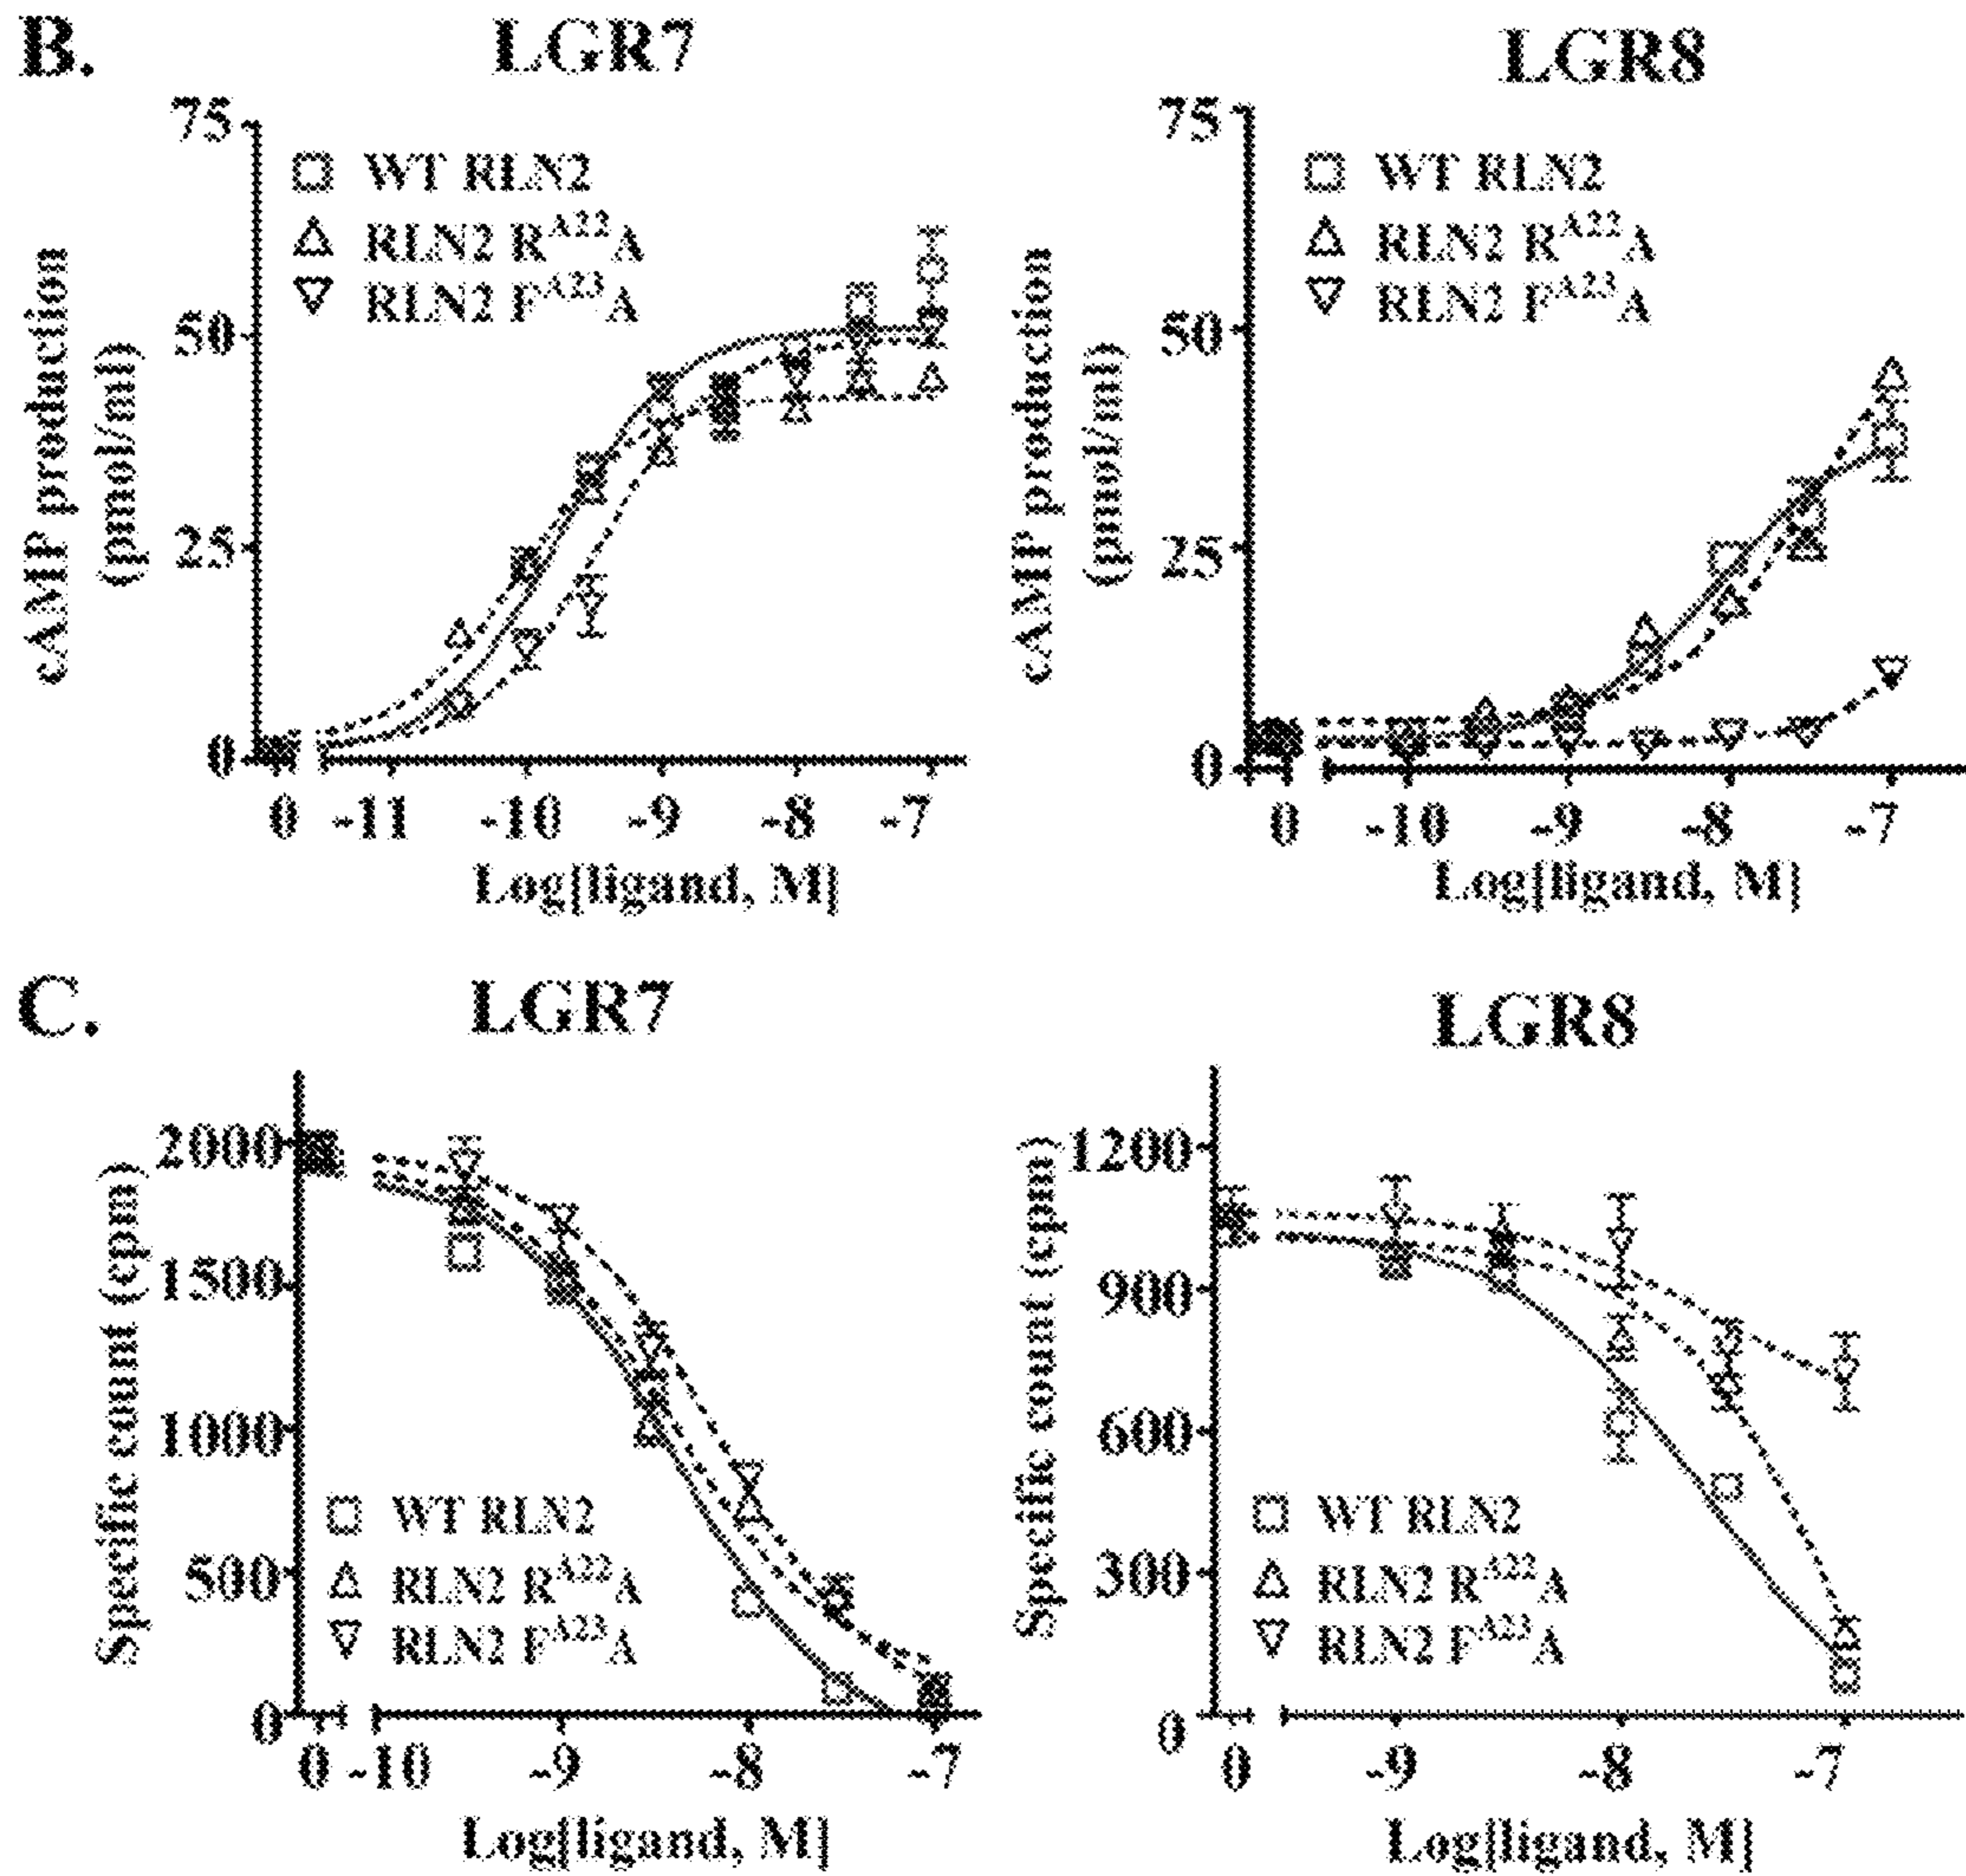 B.
LGR7
75
50
25
0
cAMP production
(pmol/ml)
WT RLN2
RLN2 R^A22A
RLN2 F^A23A
0 -11 -10 -9 -8 -7
Log[ligand, M]
LGR8
75
50
25
0
cAMP production
(pmol/ml)
WT RLN2
RLN2 R^A22A
RLN2 F^A23A
0 -10 -9 -8 -7
Log[ligand, M]
C.
LGR7
2000
1500
1000
500
0
Specific count (cpm)
WT RLN2
RLN2 R^A22A
RLN2 F^A23A
0 -10 -9 -8 -7
Log[ligand, M]
LGR8
1200
900
600
300
0
Specific count (cpm)
WT RLN2
RLN2 R^A22A
RLN2 F^A23A
0 -9 -8 -7
Log[ligand, M]